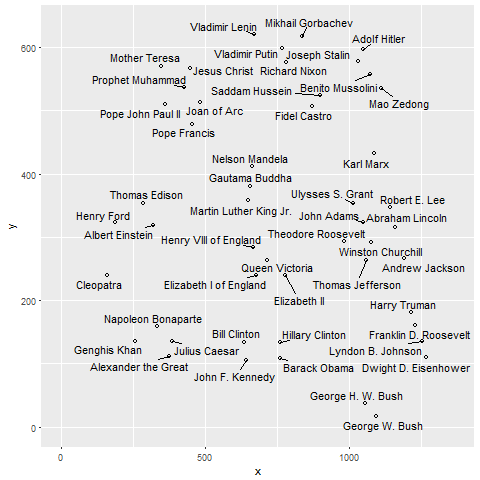 Vladimir Lenin
Mikhail Gorbachev
Adolf Hitler
600
Vladimir Putin
Joseph Stalin
Mother Teresa
Jesus Christ
Richard Nixon
Prophet Muhammad
Saddam Hussein
Benito Mussolini
Mao Zedong
Pope John Paul II
Joan of Arc
Fidel Castro
Pope Francis
Nelson Mandela
Karl Marx
400
Gautama Buddha
Thomas Edison
Ulysses S. Grant
Robert E. Lee
Martin Luther King Jr.
Henry Ford
John Adams
Abraham Lincoln
Albert Einstein
Henry VIII of England
Theodore Roosevelt
y
Winston Churchill
Queen Victoria
Andrew Jackson
Cleopatra
Elizabeth I of England
Thomas Jefferson
Elizabeth II
Harry Truman
200
Napoleon Bonaparte
Bill Clinton
Hillary Clinton
Franklin D. Roosevelt
Genghis Khan
Julius Caesar
Lyndon B. Johnson
Alexander the Great
Barack Obama
Dwight D. Eisenhower
John F. Kennedy
George H. W. Bush
George W. Bush
0
0
500
1000
x